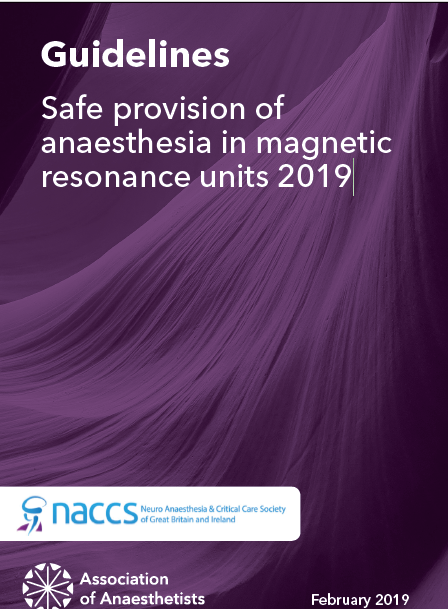 Guidelines
Safe provision of
anaesthesia in magnetic
resonance units 2019
naccs
Neuro Anaesthesia & Critical Care Society
of Great Britain and Ireland
Association
of Anaesthetists
February 2019